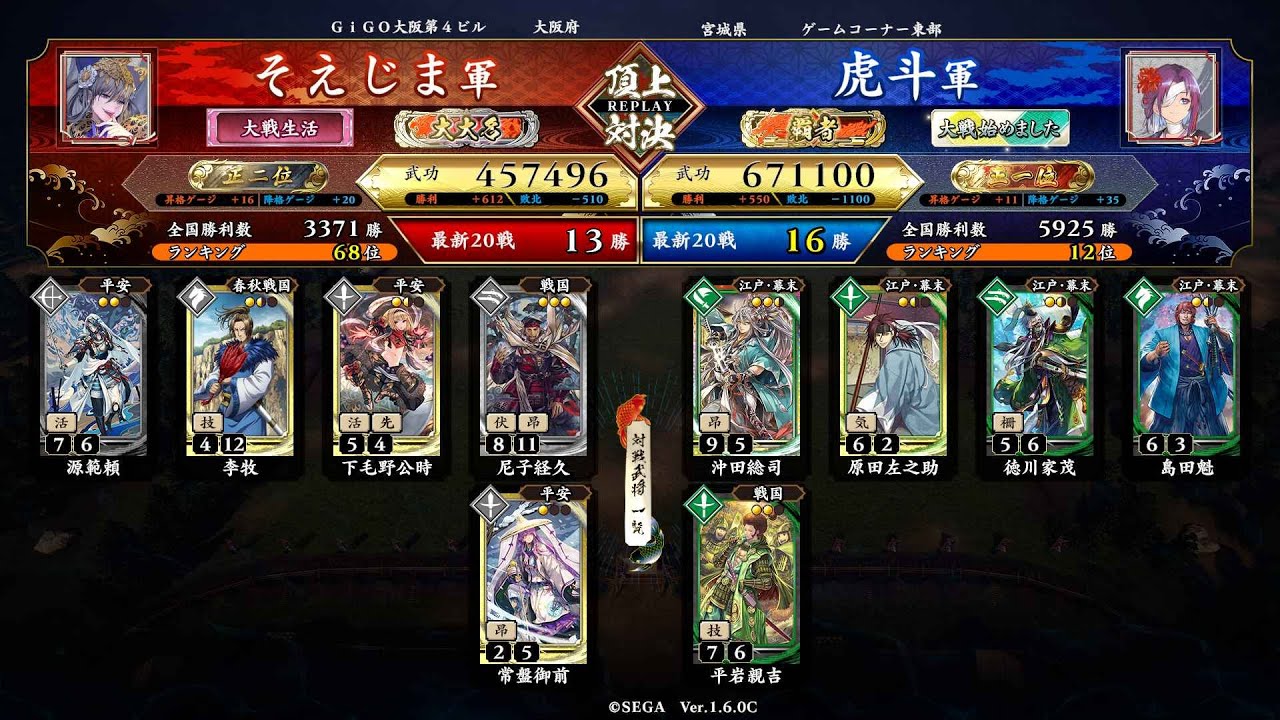 GiGO大阪第4ビル 大阪府
宮城県 ゲームコーナー東部
そえじま軍
頂上
REPLAY
対決
虎斗軍
大戦生活
大大名
覇者
大戦始めました
正二位
武功 457496
武功 671100
正一位
昇格ゲージ +16 降格ゲージ +20
勝利 +612 敗北 -510
勝利 +550 敗北 -1100
昇格ゲージ +11 降格ゲージ +35
全国勝利数 3371勝
ランキング 68位
最新20戦 13勝
最新20戦 16勝
全国勝利数 5925勝
ランキング 12位
平安
活
7 6
源範頼
春秋戦国
技
4 12
李牧
平安
活 先
5 4
下毛野公時
戦国
伏 昂
8 11
尼子経久
平安
昂
2 5
常盤御前
対戦武将一覧
江戸・幕末
昂
9 5
沖田総司
江戸・幕末
気
6 2
原田左之助
江戸・幕末
柵
5 6
徳川家茂
江戸・幕末
6 3
島田魁
戦国
技
7 6
平岩親吉
©SEGA Ver.1.6.0C